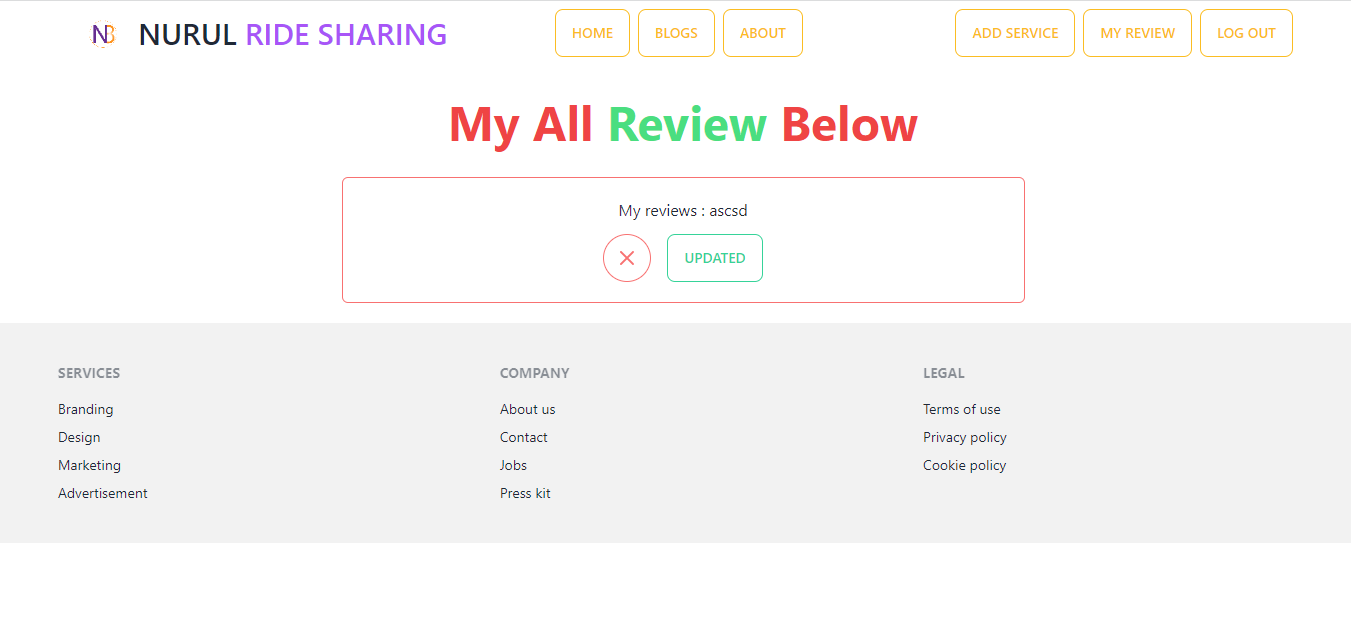 NB NURUL RIDE SHARING
HOME BLOGS ABOUT
ADD SERVICE MY REVIEW LOG OUT
My All Review Below
My reviews : ascsd
UPDATED
SERVICES
Branding
Design
Marketing
Advertisement
COMPANY
About us
Contact
Jobs
Press kit
LEGAL
Terms of use
Privacy policy
Cookie policy